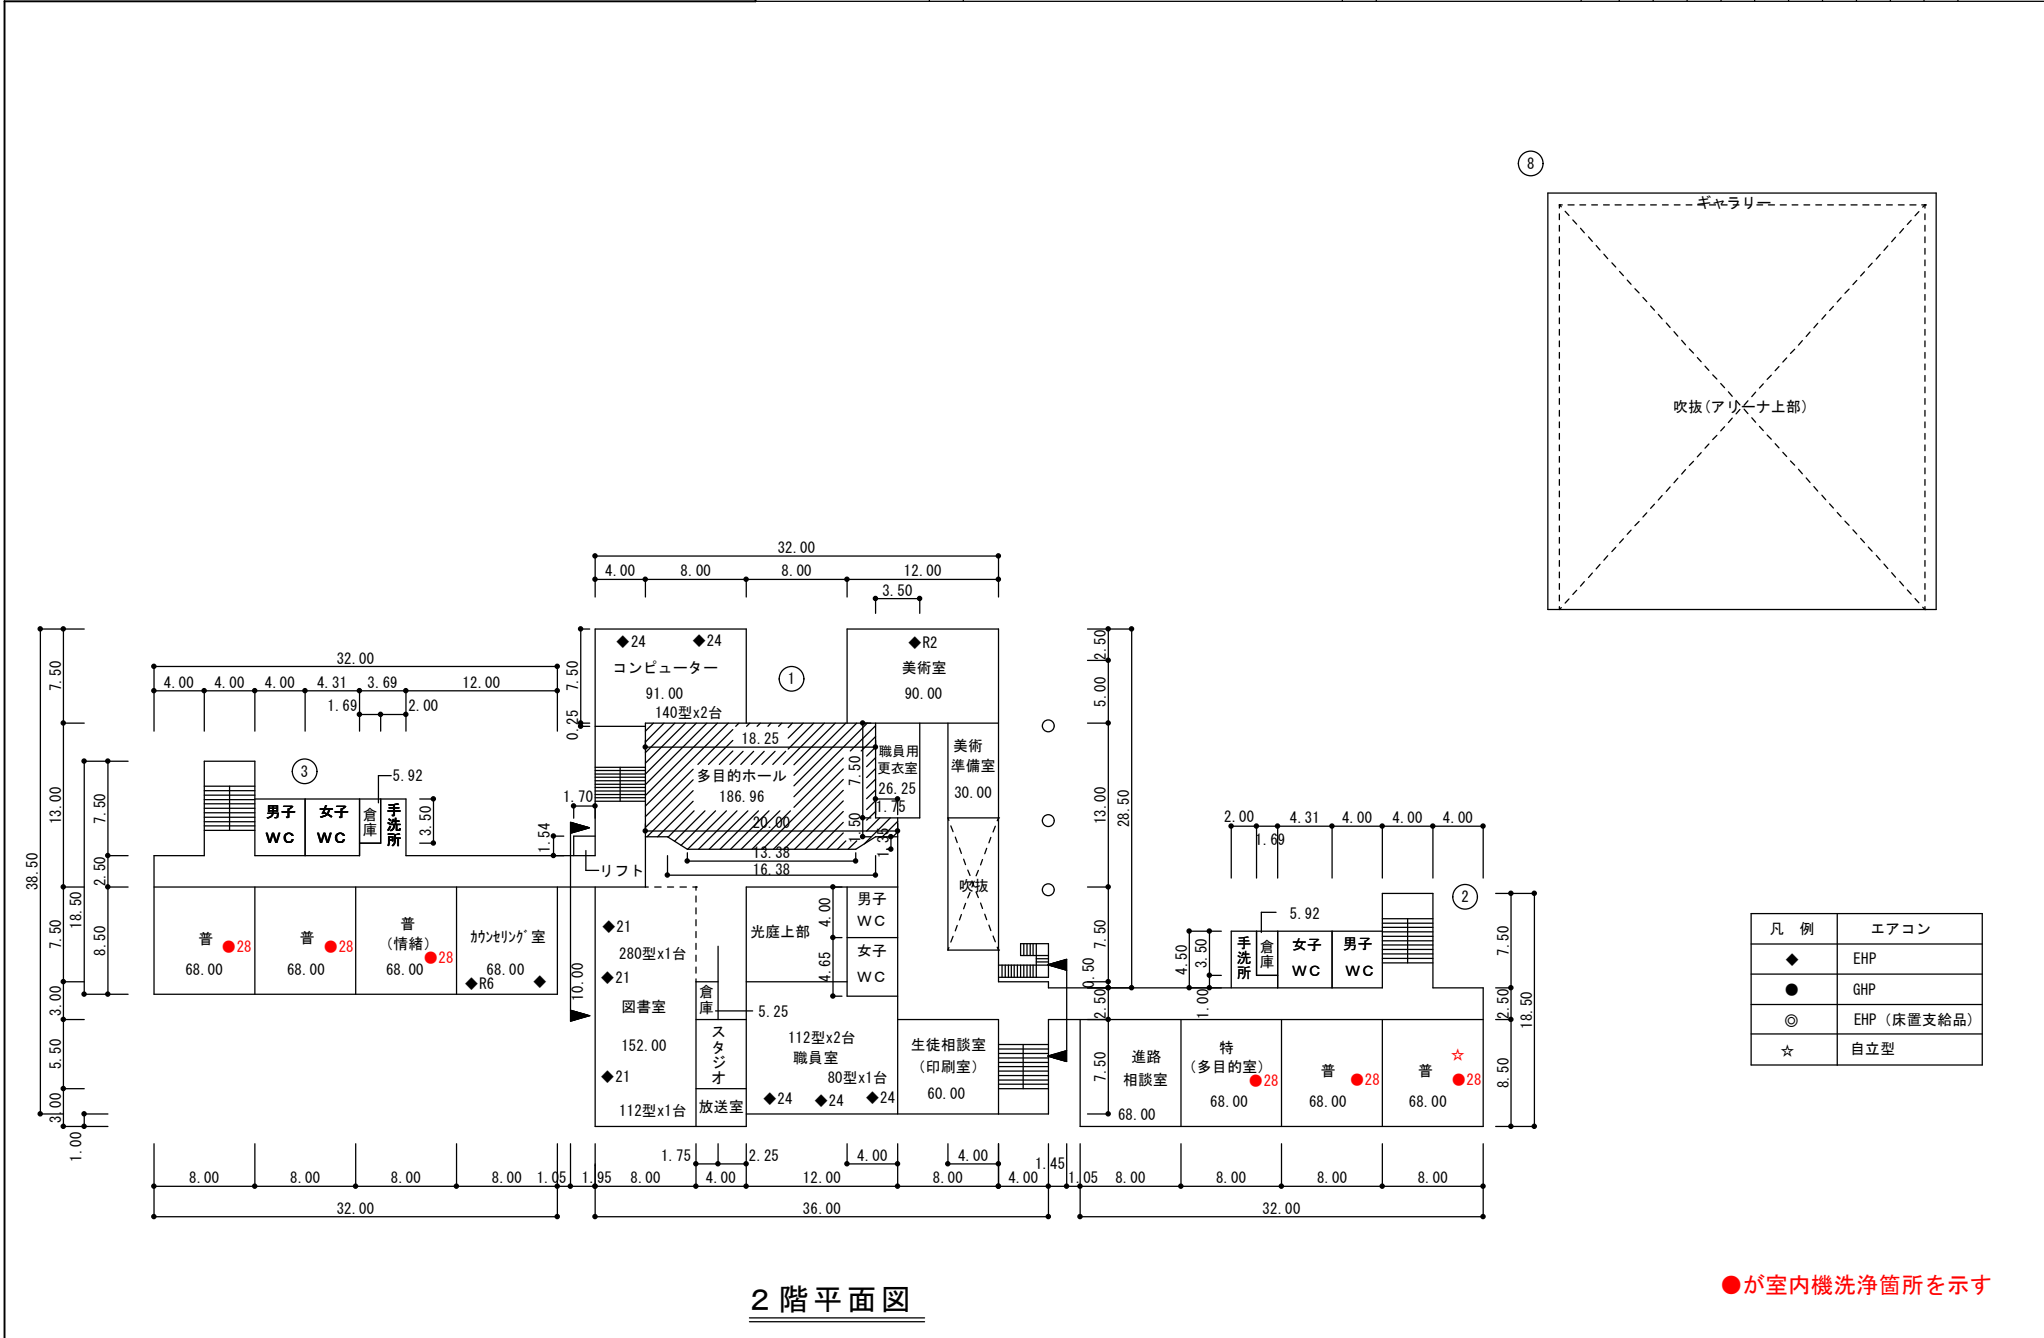 ⑧
ギャラリー
吹抜(アリーナ上部)
32.00
4.00 8.00 8.00 12.00
3.50
◆24 ◆24
コンピューター
91.00
140型x2台
7.50
0.25
①
◆R2
美術室
90.00
2.50
5.00
13.00
28.50
7.50
0.50
2.50
7.50
32.00
4.00 4.00 4.00 4.31 3.69 12.00
1.69 2.00
38.50
7.50
13.00
7.50
3.00
5.50
3.00
1.00
18.50
7.50
2.50
8.50
③
5.92
男子
WC
女子
WC
倉庫
手洗所
3.50
1.70
1.54
リフト
18.25
多目的ホール
186.96
7.50
1.50
1.35
20.00
13.38
16.38
職員用
更衣室
26.25
1.75
美術
準備室
30.00
吹抜
普
●28
68.00
普
●28
68.00
普
(情緒)
●28
68.00
カウンセリング室
68.00
◆R6 ◆
10.00
◆21
280型x1台
◆21
図書室
152.00
◆21
112型x1台
倉庫
5.25
スタジオ
放送室
光庭上部
4.00
4.65
男子
WC
女子
WC
112型x2台
職員室
80型x1台
◆24 ◆24 ◆24
生徒相談室
(印刷室)
60.00
2.00 4.31 4.00 4.00 4.00
1.69
②
5.92
4.50
3.50
1.00
手洗所
倉庫
女子
WC
男子
WC
7.50
2.50
8.50
18.50
進路
相談室
68.00
特
(多目的室)
●28
68.00
普
●28
68.00
☆
普
●28
68.00
1.75 2.25 4.00 4.00 1.45
8.00 8.00 8.00 8.00 1.05 1.95 8.00 4.00 12.00 8.00 4.00 1.05 8.00 8.00 8.00 8.00
32.00 36.00 32.00
凡 例 エアコン
◆ EHP
● GHP
◎ EHP(床置支給品)
☆ 自立型
2階平面図
●が室内機洗浄箇所を示す